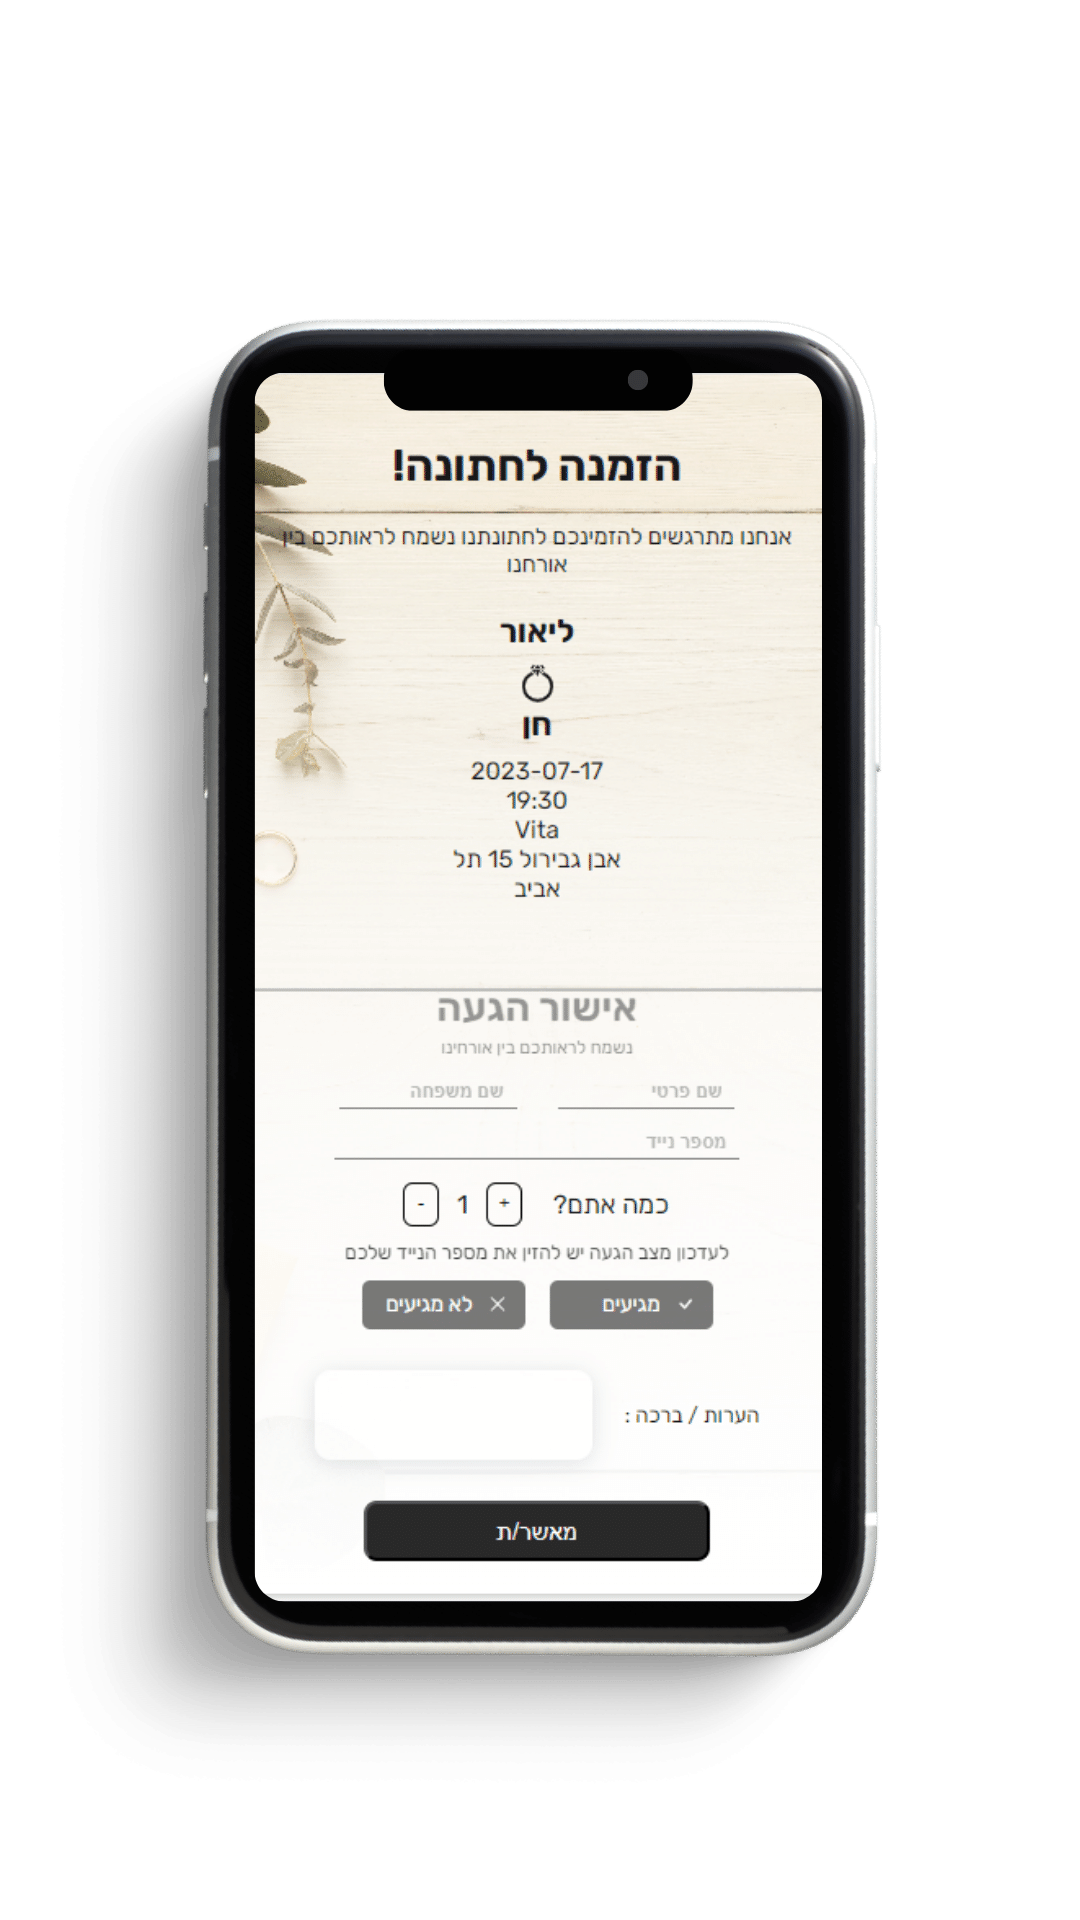 הזמנה לחתונה!
אנחנו מתרגשים להזמינכם לחתונתנו נשמח לראותכם בין
אורחנו
ליאור
חן
2023-07-17
19:30
Vita
אבן גבירול 15 תל
אביב
אישור הגעה
נשמח לראותכם בין אורחינו
שם פרטי שם משפחה
מספר נייד
כמה אתם? + 1 -
לעדכון מצב הגעה יש להזין את מספר הנייד שלכם
מגיעים לא מגיעים
הערות / ברכה :
מאשר/ת